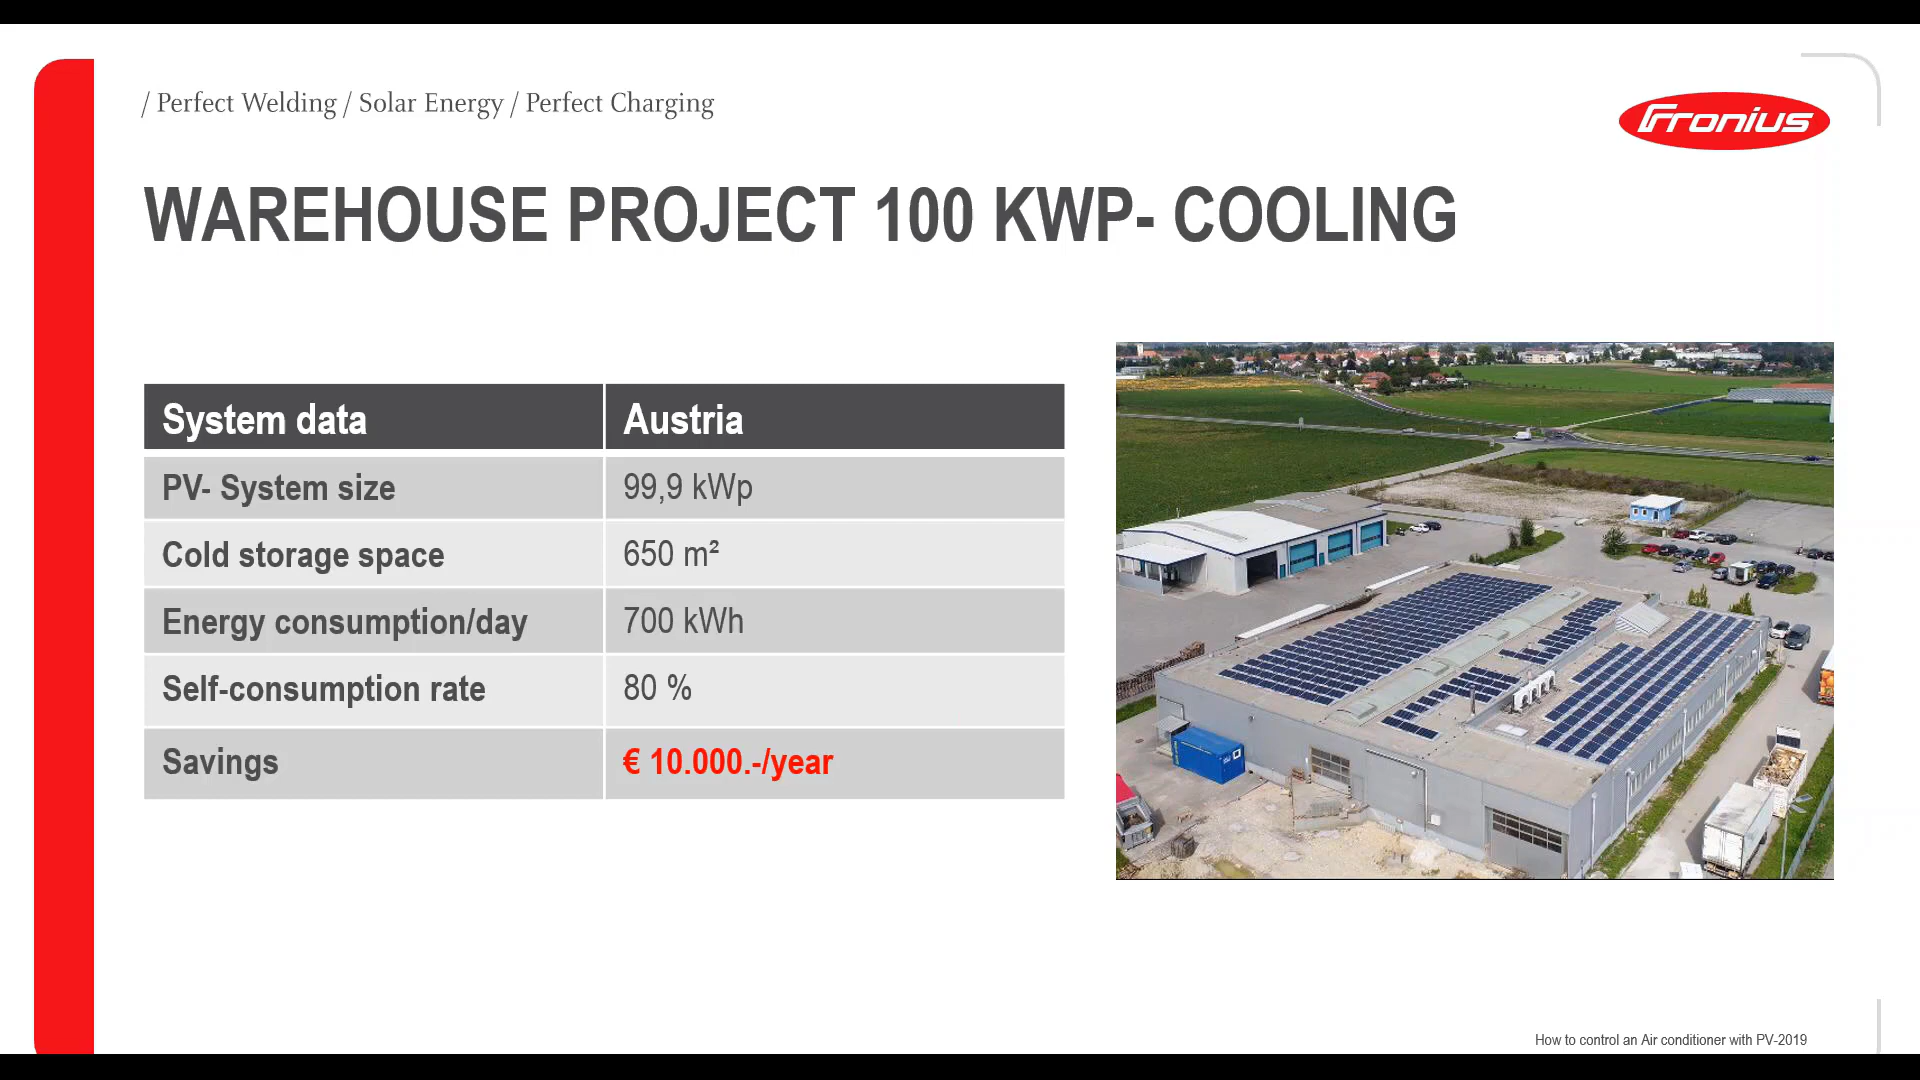 / Perfect Welding / Solar Energy / Perfect Charging
Fronius
WAREHOUSE PROJECT 100 KWP- COOLING
System data Austria
PV- System size 99,9 kWp
Cold storage space 650 m²
Energy consumption/day 700 kWh
Self-consumption rate 80 %
Savings € 10.000.-/year
How to control an Air conditioner with PV-2019